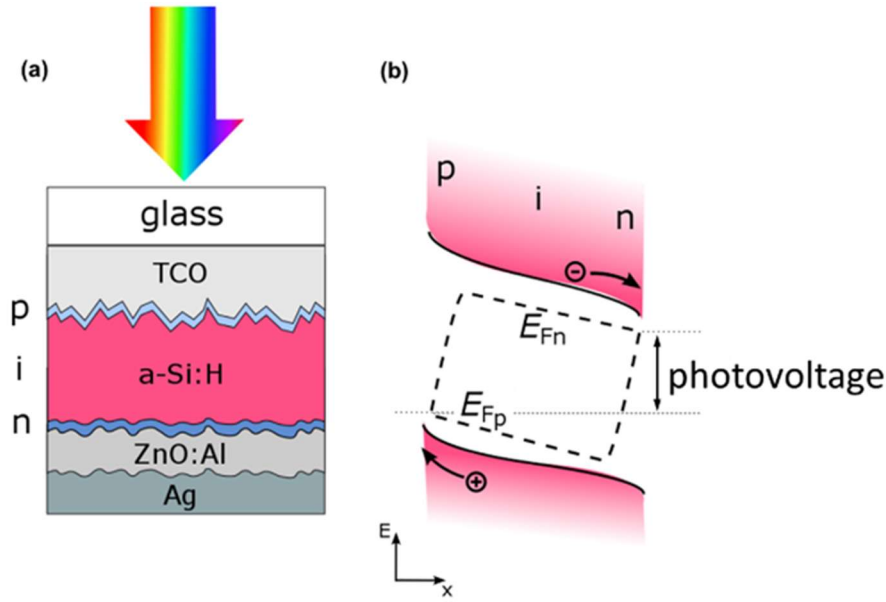 (a)
glass
TCO
p
i
a-Si:H
n
ZnO:Al
Ag
(b)
p
i
n
⊖
E_Fn
photovoltage
E_Fp
⊕
E
x